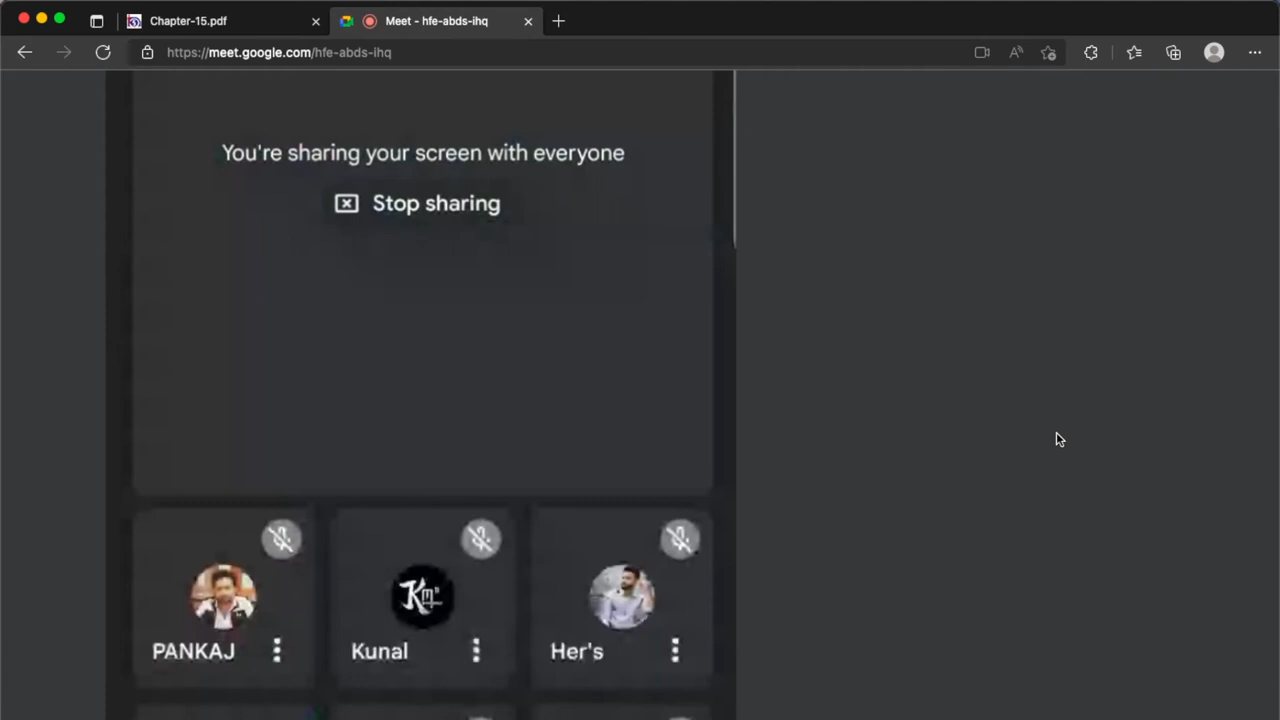 Chapter-15.pdf
Meet - hfe-abds-ihq
https://meet.google.com/hfe-abds-ihq
You're sharing your screen with everyone
Stop sharing
PANKAJ
Kunal
Her's